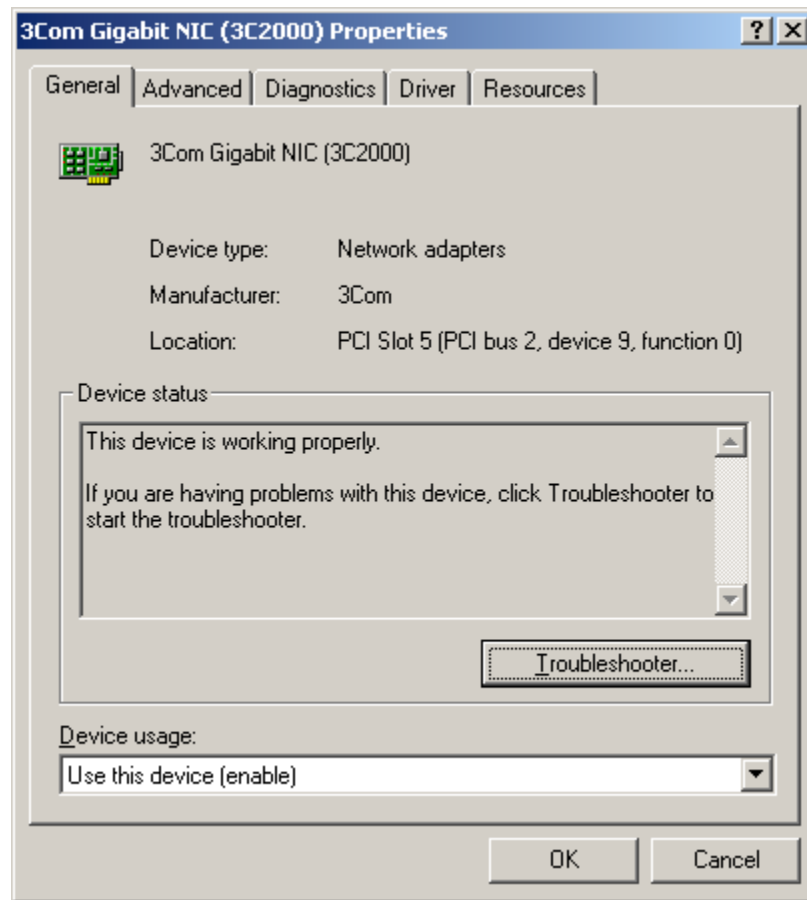 3Com Gigabit NIC (3C2000) Properties
General Advanced Diagnostics Driver Resources
3Com Gigabit NIC (3C2000)
Device type: Network adapters
Manufacturer: 3Com
Location: PCI Slot 5 (PCI bus 2, device 9, function 0)
Device status
This device is working properly.
If you are having problems with this device, click Troubleshooter to
start the troubleshooter.
Troubleshooter...
Device usage:
Use this device (enable)
OK Cancel